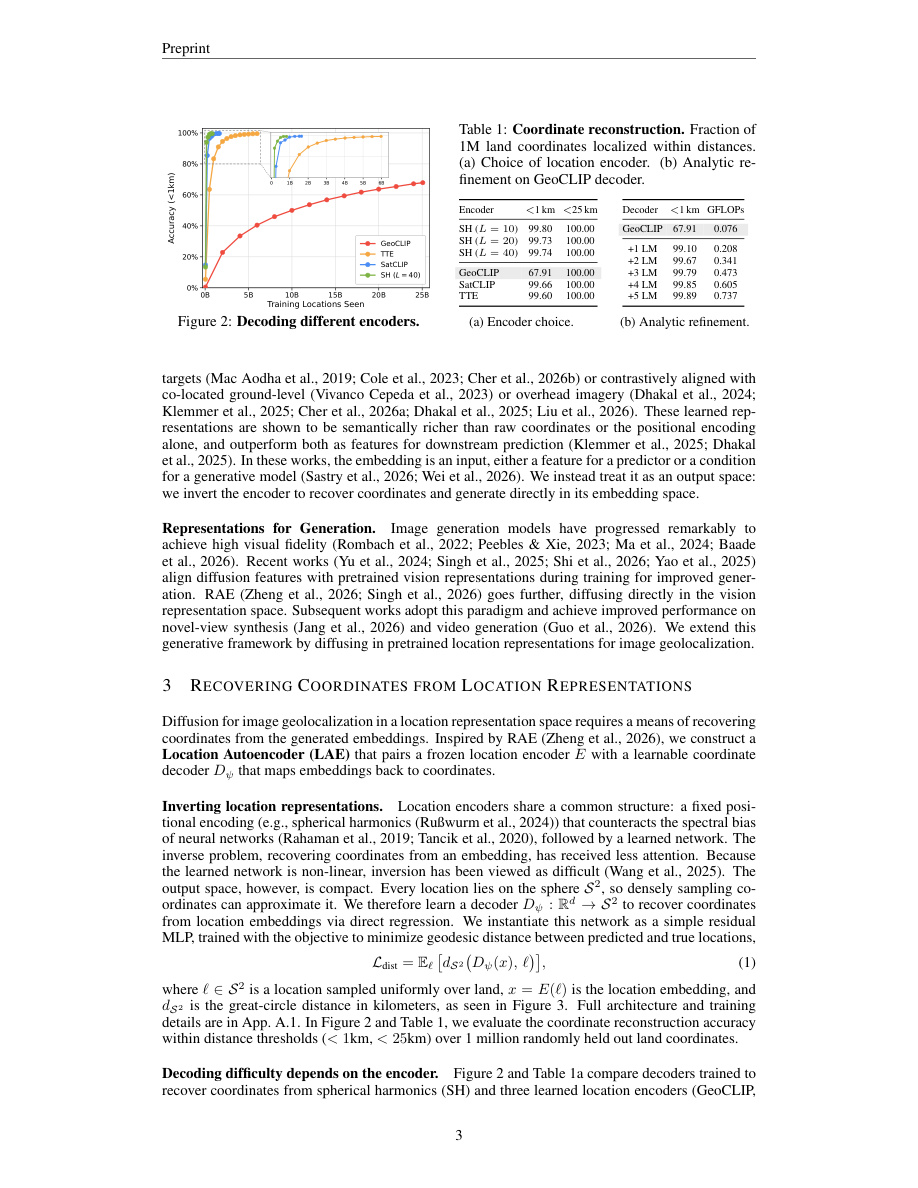 Preprint
100%
80%
60%
40%
20%
0%
Accuracy (<1km)
0B 5B 10B 15B 20B 25B
Training Locations Seen
0 1B 2B 3B 4B 5B 6B
GeoCLIP
TTE
SatCLIP
SH (L = 40)
Figure 2: Decoding different encoders.
Table 1: Coordinate reconstruction. Fraction of
1M land coordinates localized within distances.
(a) Choice of location encoder. (b) Analytic re-
finement on GeoCLIP decoder.
Encoder <1 km <25 km
SH (L = 10) 99.80 100.00
SH (L = 20) 99.73 100.00
SH (L = 40) 99.74 100.00
GeoCLIP 67.91 100.00
SatCLIP 99.66 100.00
TTE 99.60 100.00
(a) Encoder choice.
Decoder <1 km GFLOPs
GeoCLIP 67.91 0.076
+1 LM 99.10 0.208
+2 LM 99.67 0.341
+3 LM 99.79 0.473
+4 LM 99.85 0.605
+5 LM 99.89 0.737
(b) Analytic refinement.
targets (Mac Aodha et al., 2019; Cole et al., 2023; Cher et al., 2026b) or contrastively aligned with
co-located ground-level (Vivanco Cepeda et al., 2023) or overhead imagery (Dhakal et al., 2024;
Klemmer et al., 2025; Cher et al., 2026a; Dhakal et al., 2025; Liu et al., 2026). These learned rep-
resentations are shown to be semantically richer than raw coordinates or the positional encoding
alone, and outperform both as features for downstream prediction (Klemmer et al., 2025; Dhakal
et al., 2025). In these works, the embedding is an input, either a feature for a predictor or a condition
for a generative model (Sastry et al., 2026; Wei et al., 2026). We instead treat it as an output space:
we invert the encoder to recover coordinates and generate directly in its embedding space.
Representations for Generation. Image generation models have progressed remarkably to
achieve high visual fidelity (Rombach et al., 2022; Peebles & Xie, 2023; Ma et al., 2024; Baade
et al., 2026). Recent works (Yu et al., 2024; Singh et al., 2025; Shi et al., 2026; Yao et al., 2025)
align diffusion features with pretrained vision representations during training for improved gener-
ation. RAE (Zheng et al., 2026; Singh et al., 2026) goes further, diffusing directly in the vision
representation space. Subsequent works adopt this paradigm and achieve improved performance on
novel-view synthesis (Jang et al., 2026) and video generation (Guo et al., 2026). We extend this
generative framework by diffusing in pretrained location representations for image geolocalization.
3 RECOVERING COORDINATES FROM LOCATION REPRESENTATIONS
Diffusion for image geolocalization in a location representation space requires a means of recovering
coordinates from the generated embeddings. Inspired by RAE (Zheng et al., 2026), we construct a
Location Autoencoder (LAE) that pairs a frozen location encoder E with a learnable coordinate
decoder Dψ that maps embeddings back to coordinates.
Inverting location representations. Location encoders share a common structure: a fixed posi-
tional encoding (e.g., spherical harmonics (Rußwurm et al., 2024)) that counteracts the spectral bias
of neural networks (Rahaman et al., 2019; Tancik et al., 2020), followed by a learned network. The
inverse problem, recovering coordinates from an embedding, has received less attention. Because
the learned network is non-linear, inversion has been viewed as difficult (Wang et al., 2025). The
output space, however, is compact. Every location lies on the sphere S², so densely sampling co-
ordinates can approximate it. We therefore learn a decoder Dψ : ℝᵈ → S² to recover coordinates
from location embeddings via direct regression. We instantiate this network as a simple residual
MLP, trained with the objective to minimize geodesic distance between predicted and true locations,
ℒdist = 𝔼ℓ [dS²(Dψ(x), ℓ)], (1)
where ℓ ∈ S² is a location sampled uniformly over land, x = E(ℓ) is the location embedding, and
dS² is the great-circle distance in kilometers, as seen in Figure 3. Full architecture and training
details are in App. A.1. In Figure 2 and Table 1, we evaluate the coordinate reconstruction accuracy
within distance thresholds (< 1km, < 25km) over 1 million randomly held out land coordinates.
Decoding difficulty depends on the encoder. Figure 2 and Table 1a compare decoders trained to
recover coordinates from spherical harmonics (SH) and three learned location encoders (GeoCLIP,
3